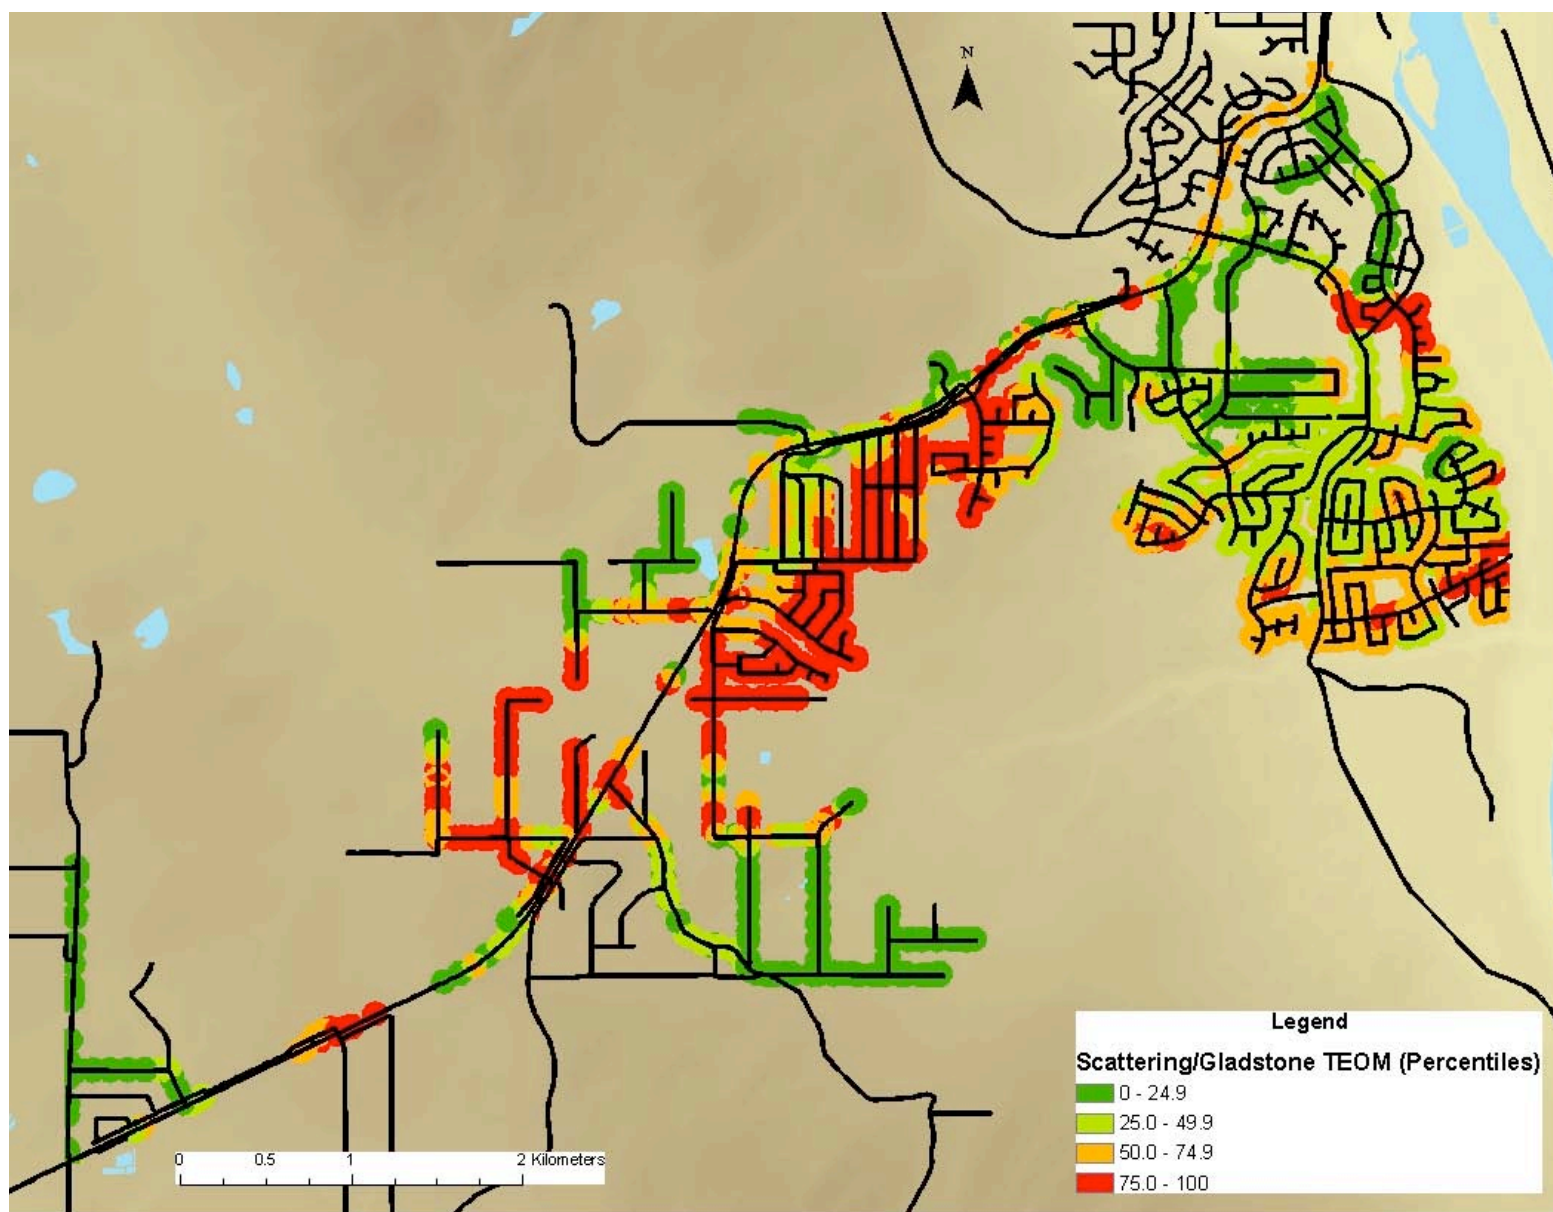 N
Legend
Scattering/Gladstone TEOM (Percentiles)
0 - 24.9
25.0 - 49.9
50.0 - 74.9
75.0 - 100
0 0.5 1 2 Kilometers